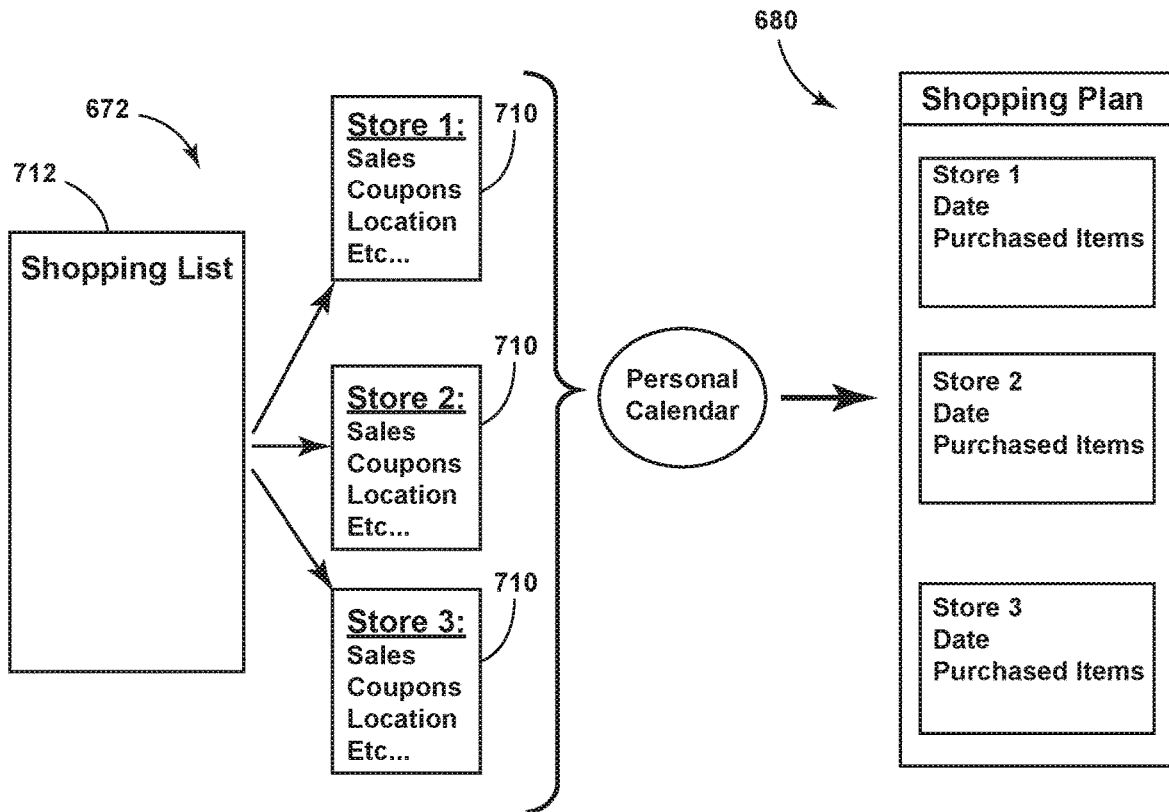 680
Shopping Plan
672
712
Shopping List
710
Store 1:
Sales
Coupons
Location
Etc...
710
Store 2:
Sales
Coupons
Location
Etc...
710
Store 3:
Sales
Coupons
Location
Etc...
Personal
Calendar
Store 1
Date
Purchased Items
Store 2
Date
Purchased Items
Store 3
Date
Purchased Items